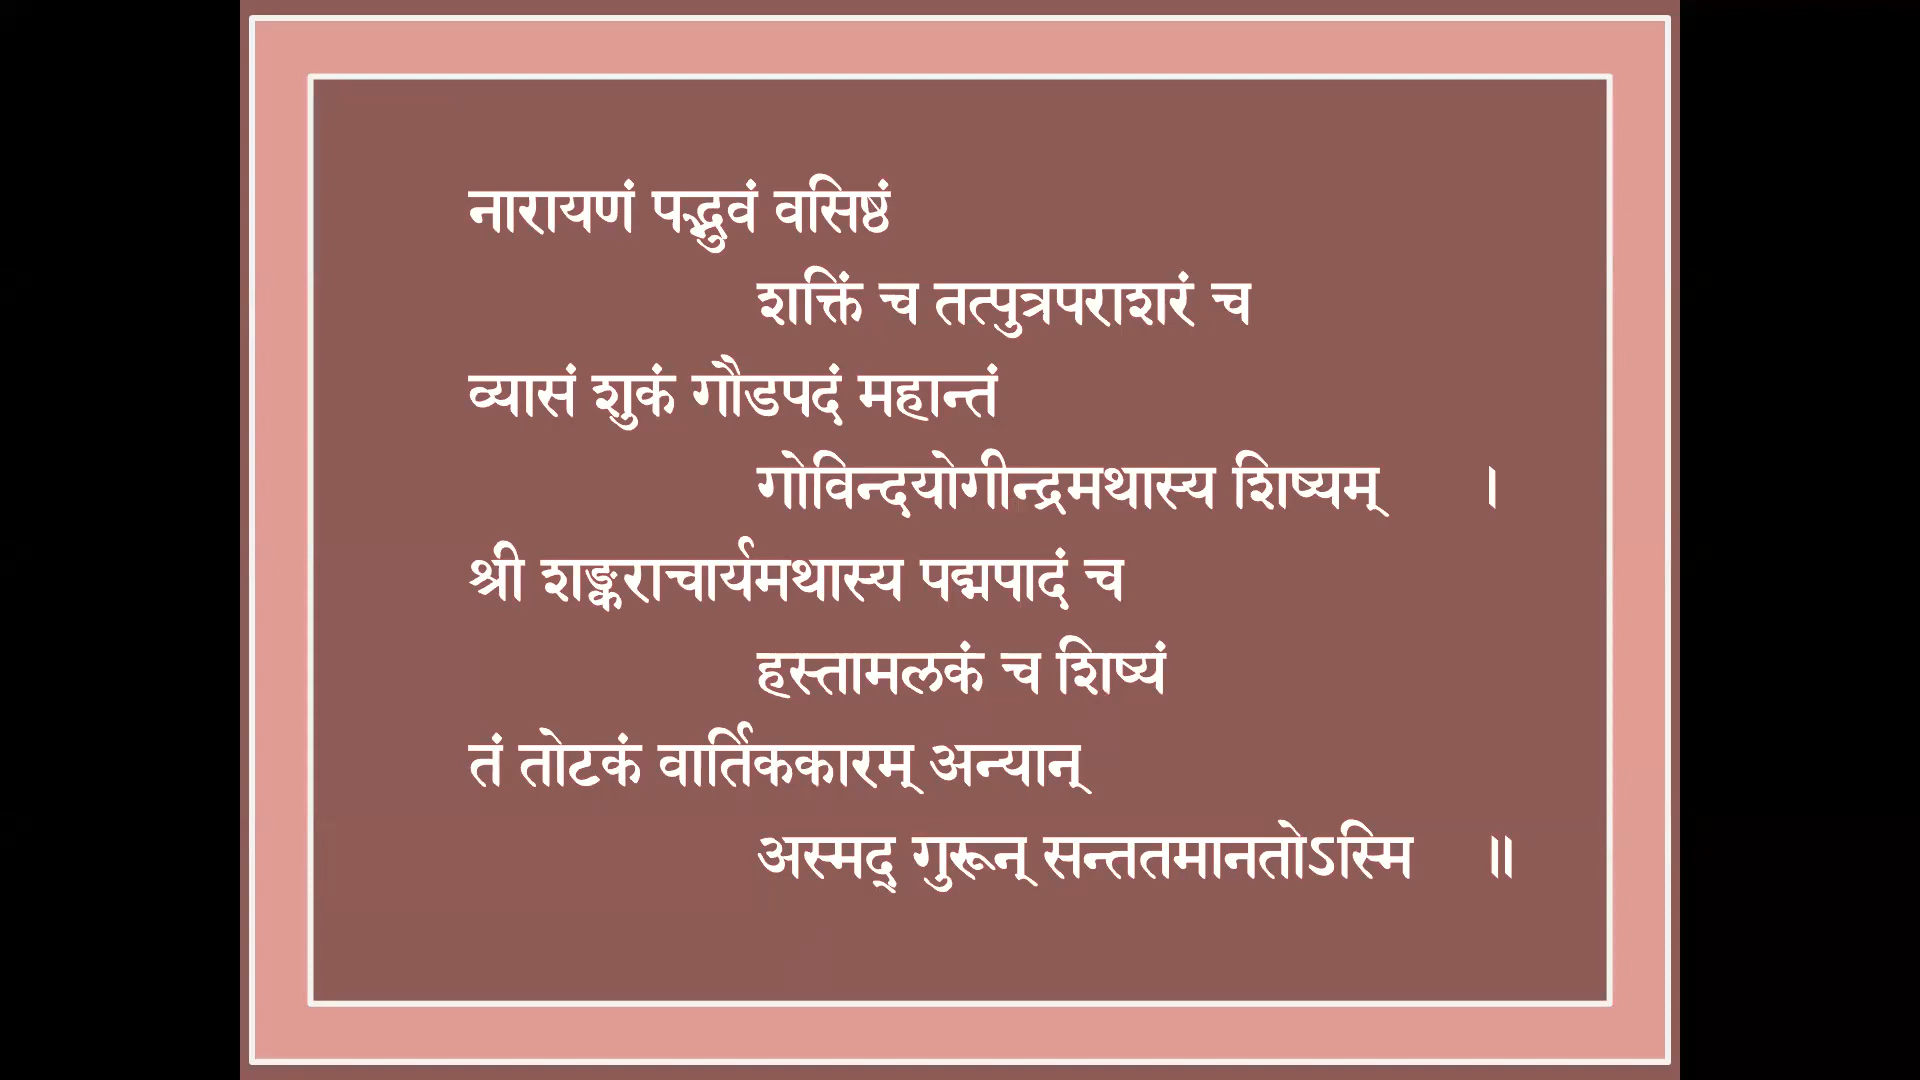 नारायणं पद्भुवं वसिष्ठं
शक्तिं च तत्पुत्रपराशरं च
व्यासं शुकं गौडपदं महान्तं
गोविन्दयोगीन्द्रमथास्य शिष्यम् ।
श्री शङ्कराचार्यमथास्य पद्मपादं च
हस्तामलकं च शिष्यं
तं तोटकं वार्तिककारम् अन्यान्
अस्मद् गुरून् सन्ततमानतोऽस्मि ॥